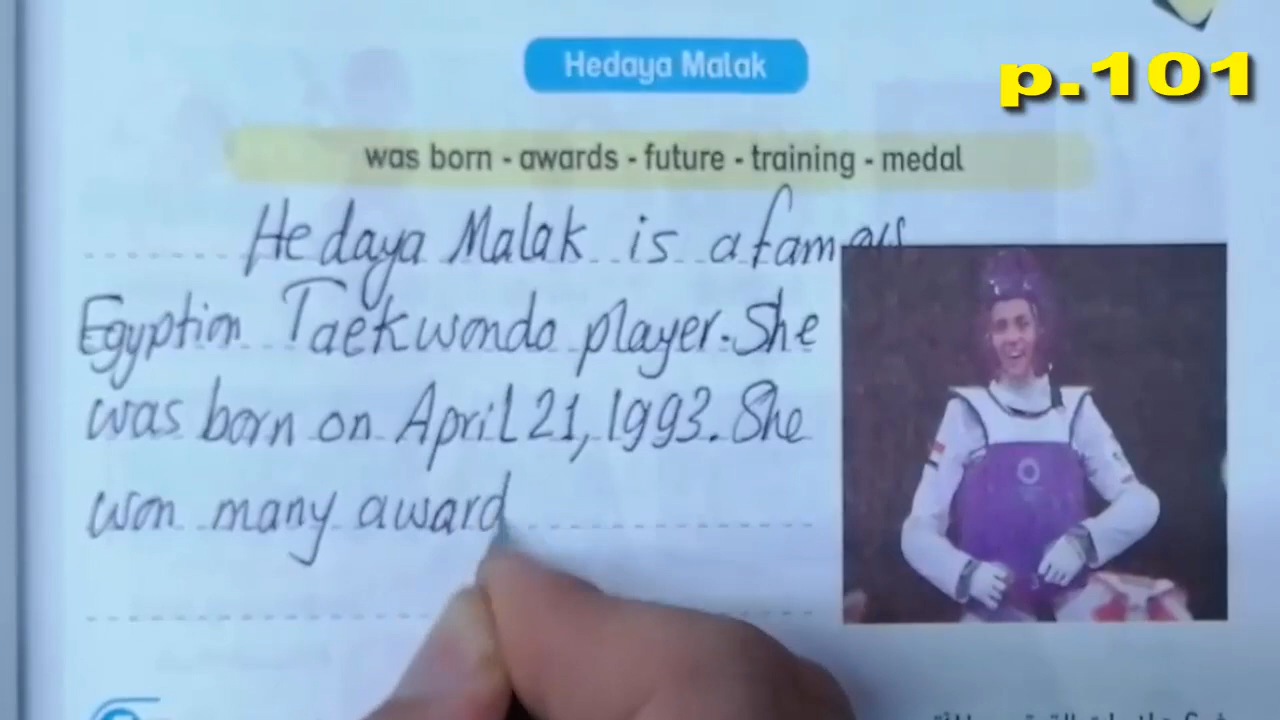 Hedaya Malak
p.101
was born - awards - future - training - medal
Hedaya Malak is a famous
Egyption Taekwondo player. She
was born on April 21, 1993. She
won many award